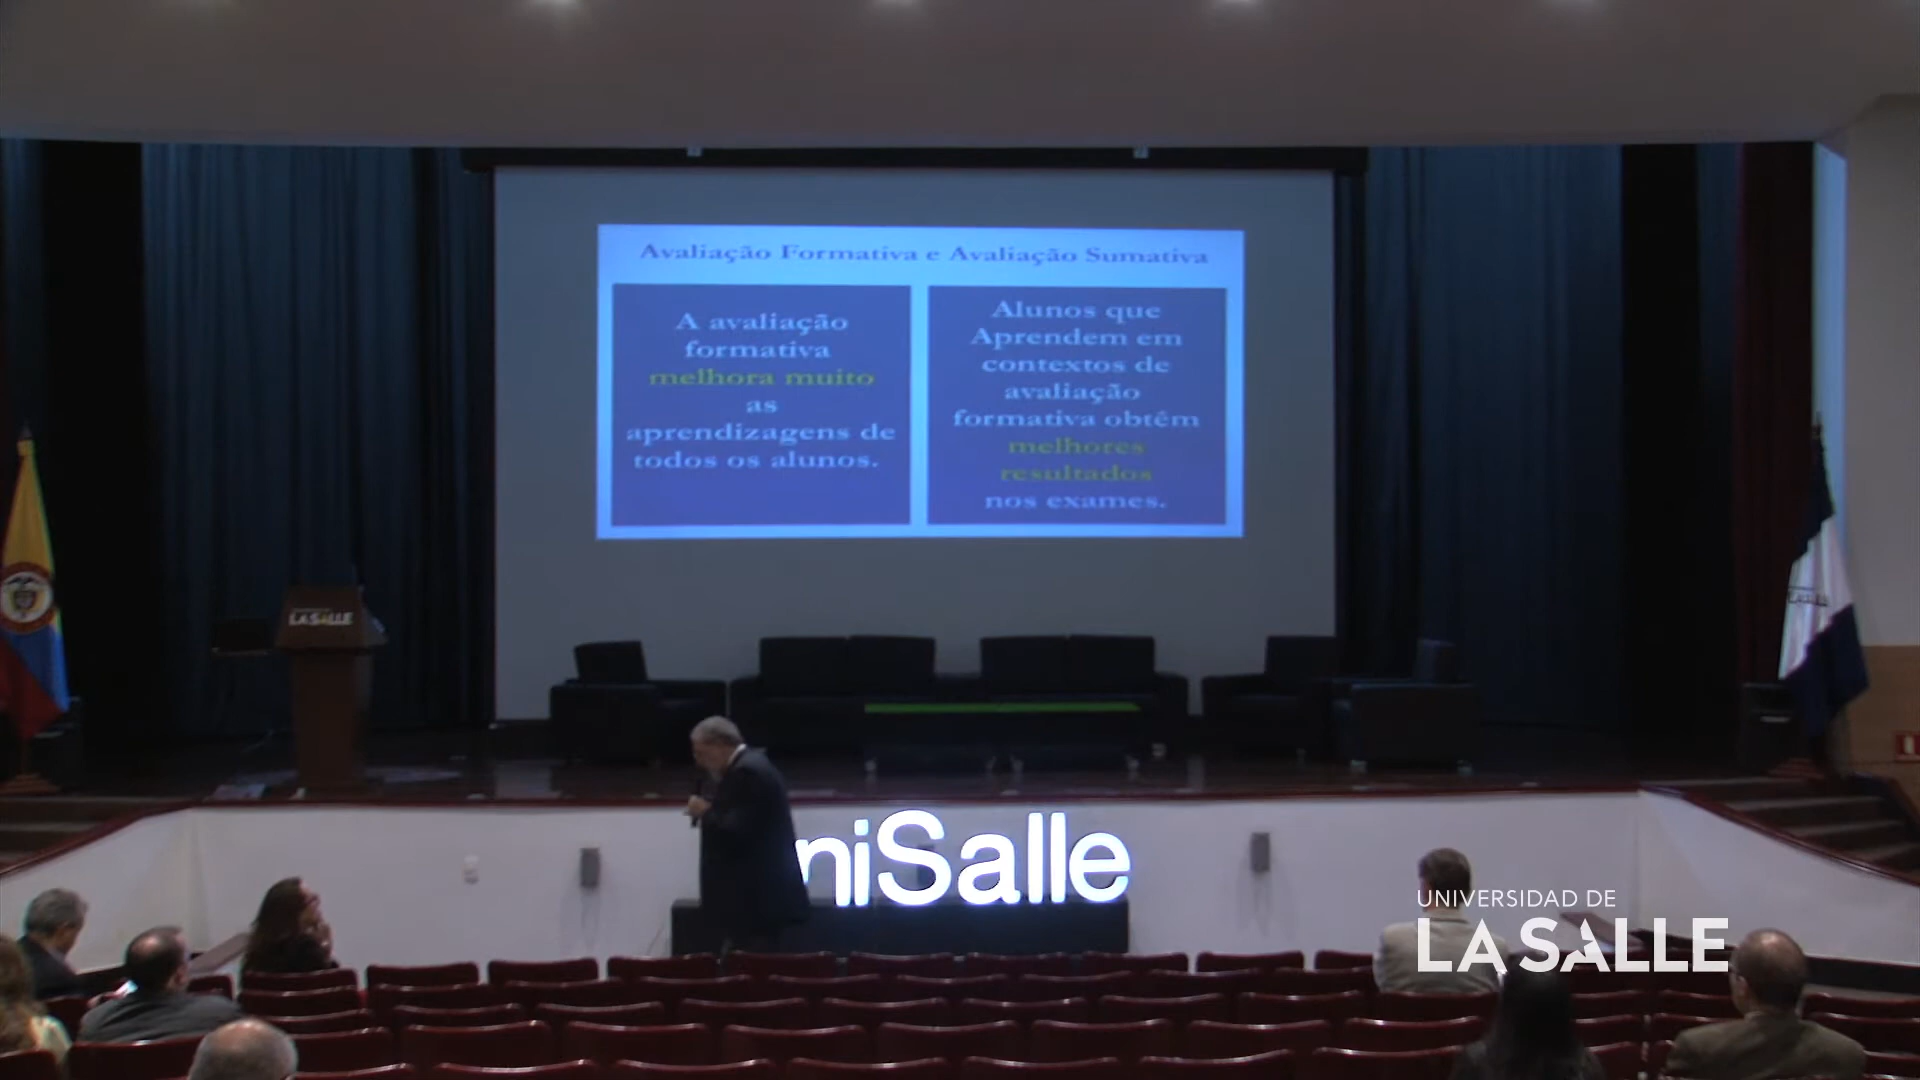 Avaliação Formativa e Avaliação Sumativa
A avaliação
formativa
melhora muito
as
aprendizagens de
todos os alunos.
Alunos que
Aprendem em
contextos de
avaliação
formativa obtêm
melhores
resultados
nos exames.
LA SALLE
niSalle
UNIVERSIDAD DE
LA SALLE